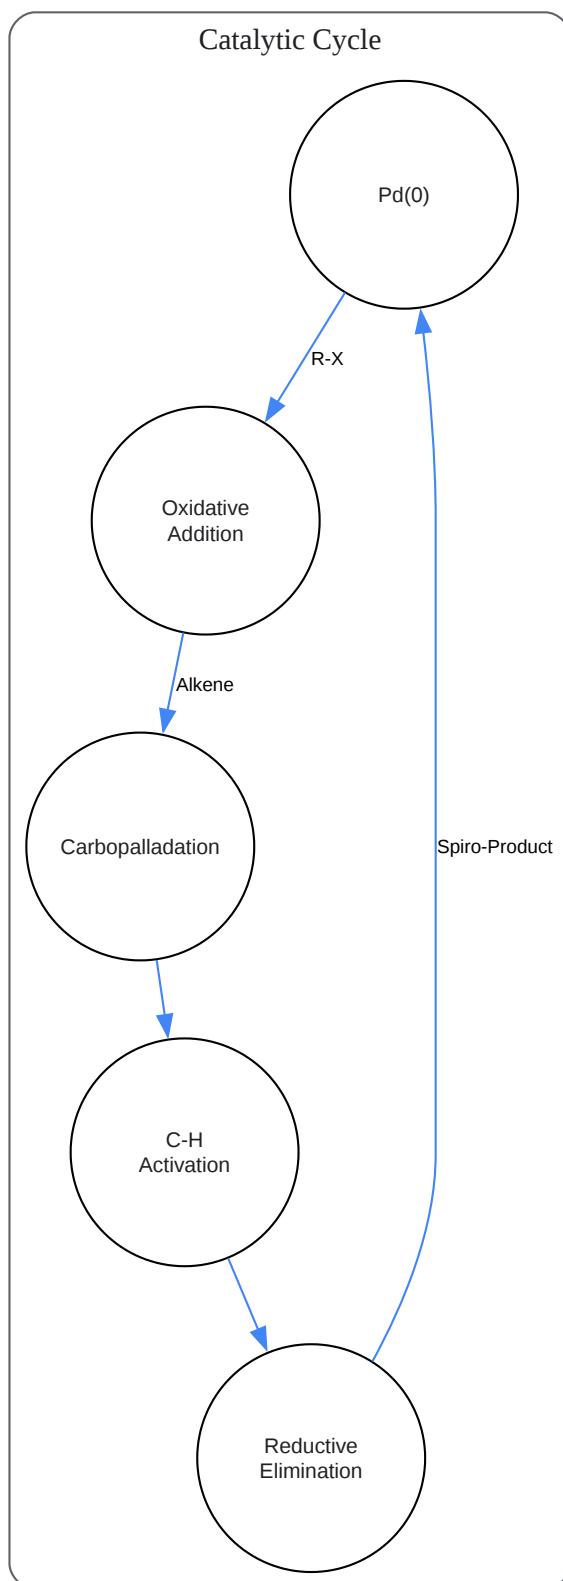 Catalytic Cycle
Pd(0)
R-X
Oxidative
Addition
Alkene
Carbopalladation
Spiro-Product
C-H
Activation
Reductive
Elimination